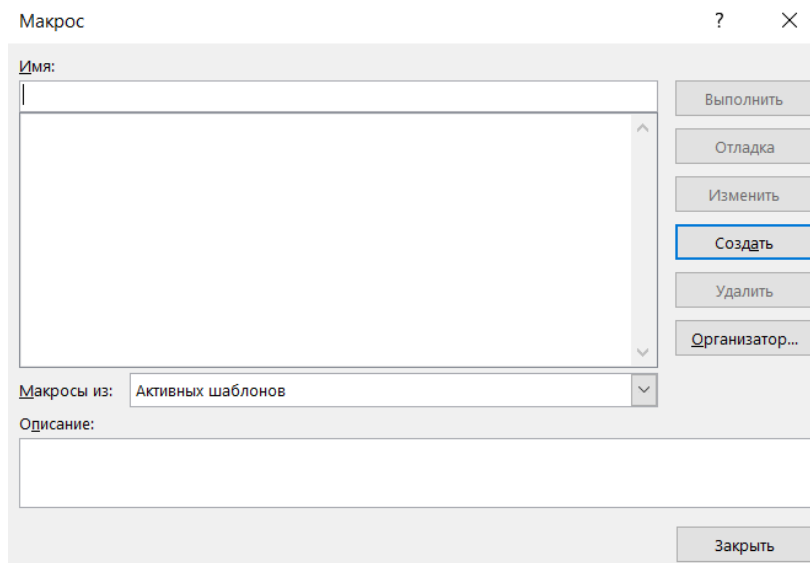 Макрос
Имя:
Выполнить
Отладка
Изменить
Создать
Удалить
Организатор...
Макросы из: Активных шаблонов
Описание:
Закрыть